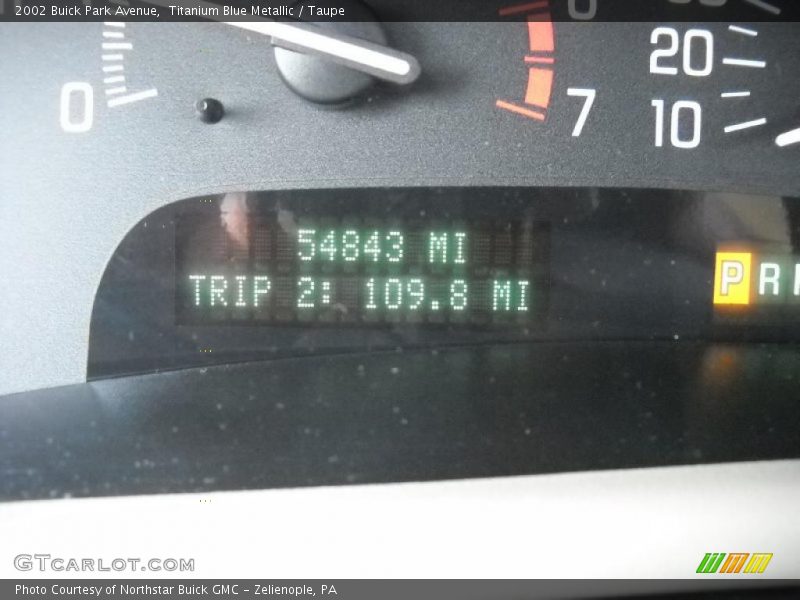 2002 Buick Park Avenue,  Titanium Blue Metallic / Taupe
0
7
20
10
54843 MI
TRIP 2: 109.8 MI
P R
GTCARLOT.COM
Photo Courtesy of Northstar Buick GMC - Zelienople, PA